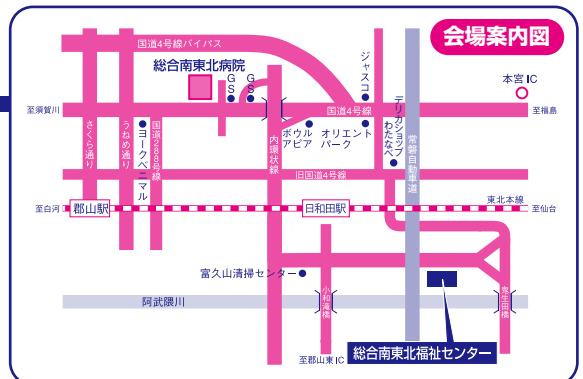 会場案内図
国道4号線バイパス
総合南東北病院
GS
GS
ジャスコ
本宮IC
至須賀川
国道4号線
至福島
さくら通り
うねめ通り
ヨークベニマル
国道288号線
内環状線
ボウル
アピア
オリエント
パーク
デリカショップ
わたなべ
常磐自動車道
旧国道4号線
至白河
郡山駅
日和田駅
東北本線
至仙台
富久山清掃センター
阿武隈川
小和滝橋
鬼生田橋
至郡山東IC
総合南東北福祉センター